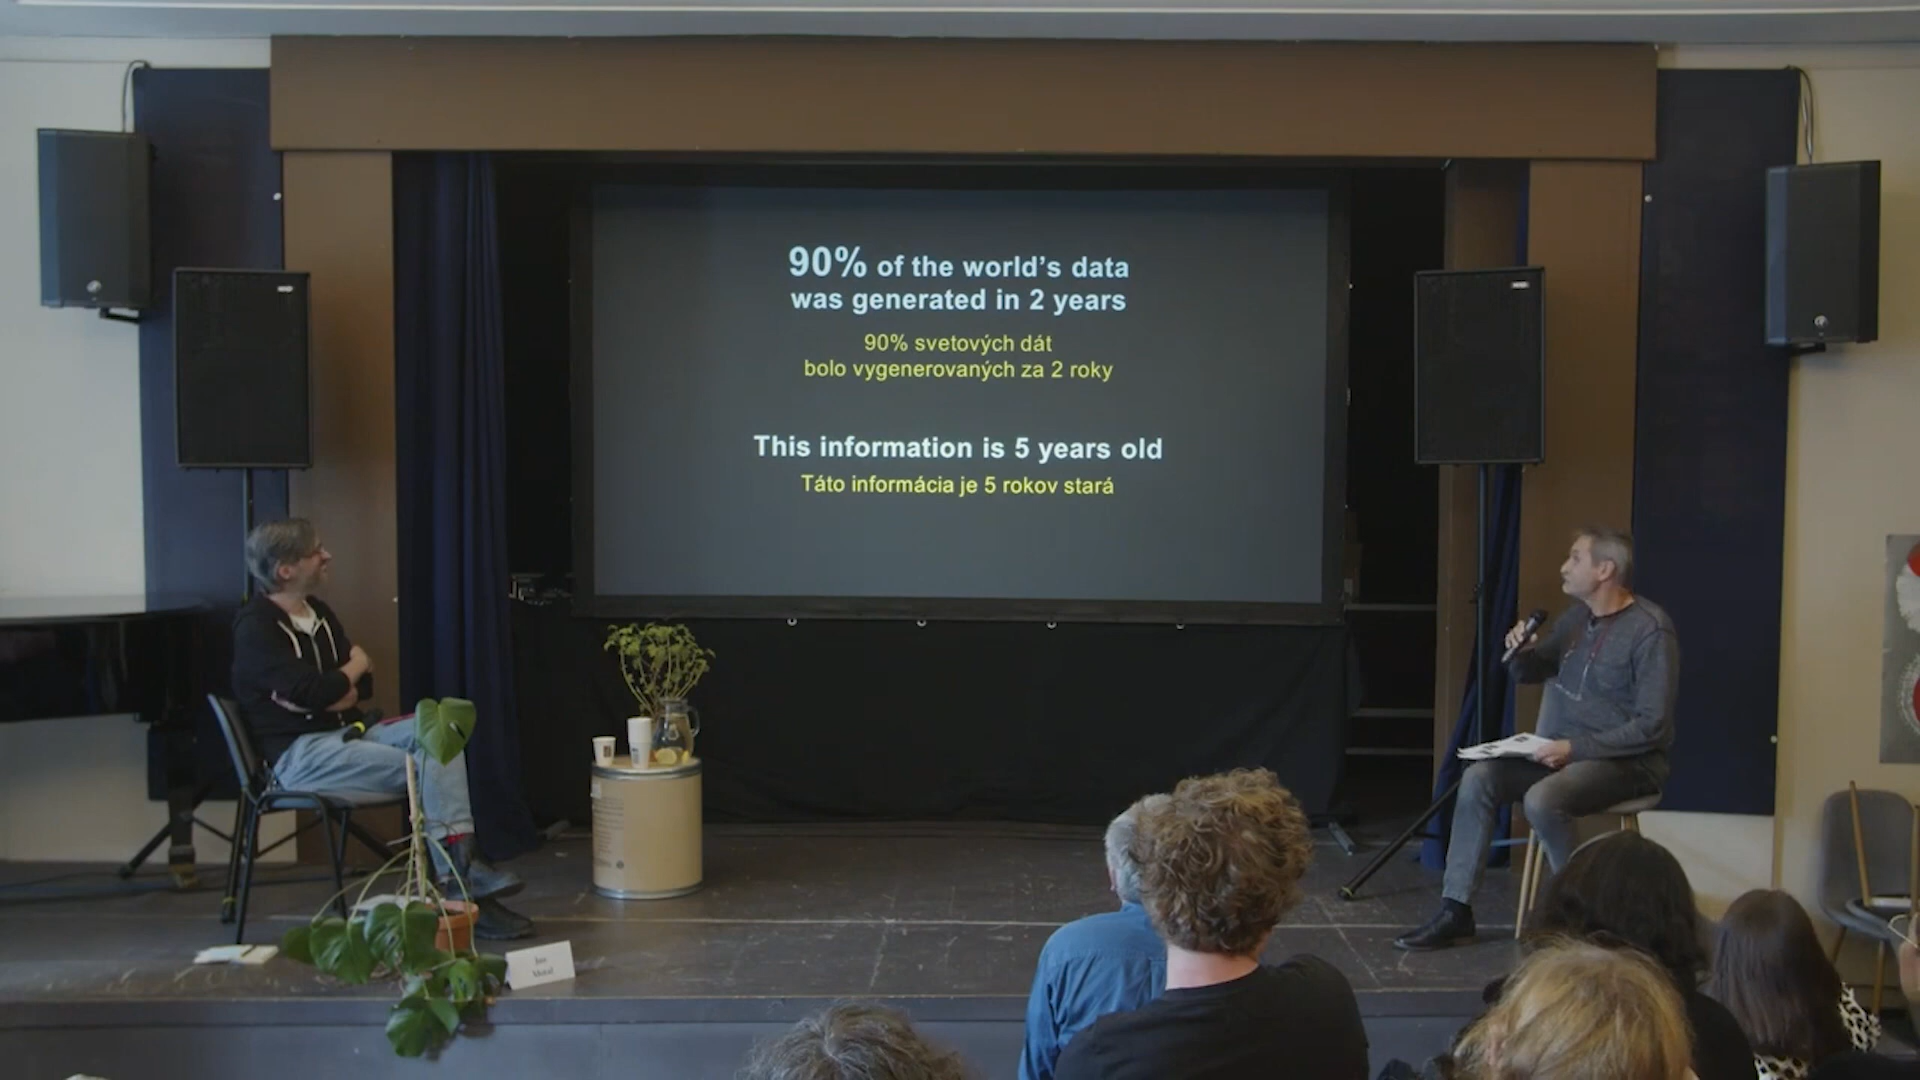 90% of the world's data
was generated in 2 years
90% svetových dát
bolo vygenerovaných za 2 roky
This information is 5 years old
Táto informácia je 5 rokov stará
Jan